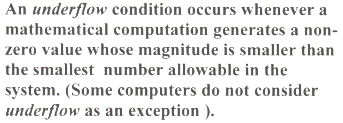 An underflow condition occurs whenever a
mathematical computation generates a non-
zero value whose magnitude is smaller than
the smallest number allowable in the
system. (Some computers do not consider
underflow as an exception ).